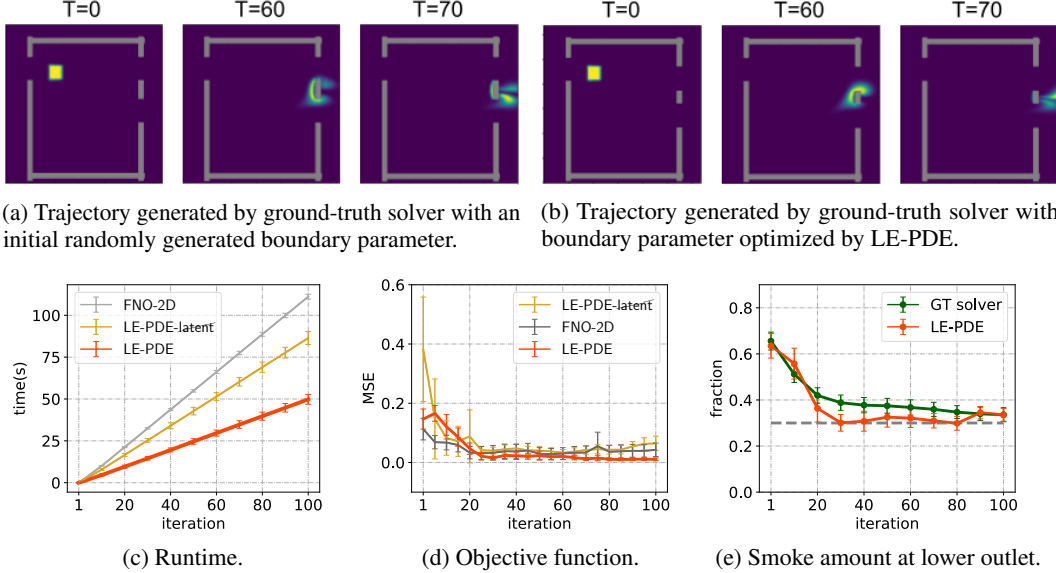 T=0 T=60 T=70 T=0 T=60 T=70
(a) Trajectory generated by ground-truth solver with an
initial randomly generated boundary parameter.
(b) Trajectory generated by ground-truth solver with
boundary parameter optimized by LE-PDE.
100
75
50
25
0
time(s)
FNO-2D
LE-PDE-latent
LE-PDE
1 20 40 60 80 100
iteration
(c) Runtime.
0.6
0.4
0.2
0.0
MSE
LE-PDE-latent
FNO-2D
LE-PDE
1 20 40 60 80 100
iteration
(d) Objective function.
0.8
0.6
0.4
0.2
0.0
fraction
GT solver
LE-PDE
1 20 40 60 80 100
iteration
(e) Smoke amount at lower outlet.